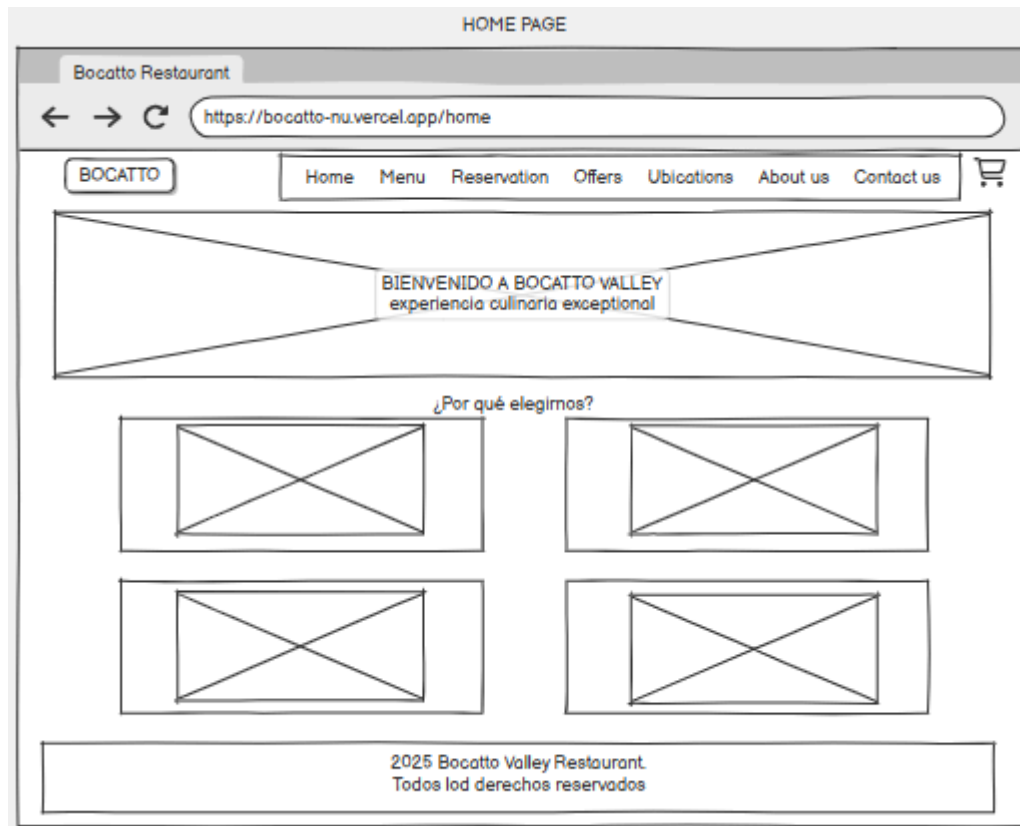 HOME PAGE
Bocatto Restaurant
https://bocatto-nu.vercel.app/home
BOCATTO
Home Menu Reservation Offers Ubications About us Contact us
BIENVENIDO A BOCATTO VALLEY
experiencia culinaria exceptional
¿Por qué elegirnos?
2025 Bocatto Valley Restaurant.
Todos lod derechos reservados